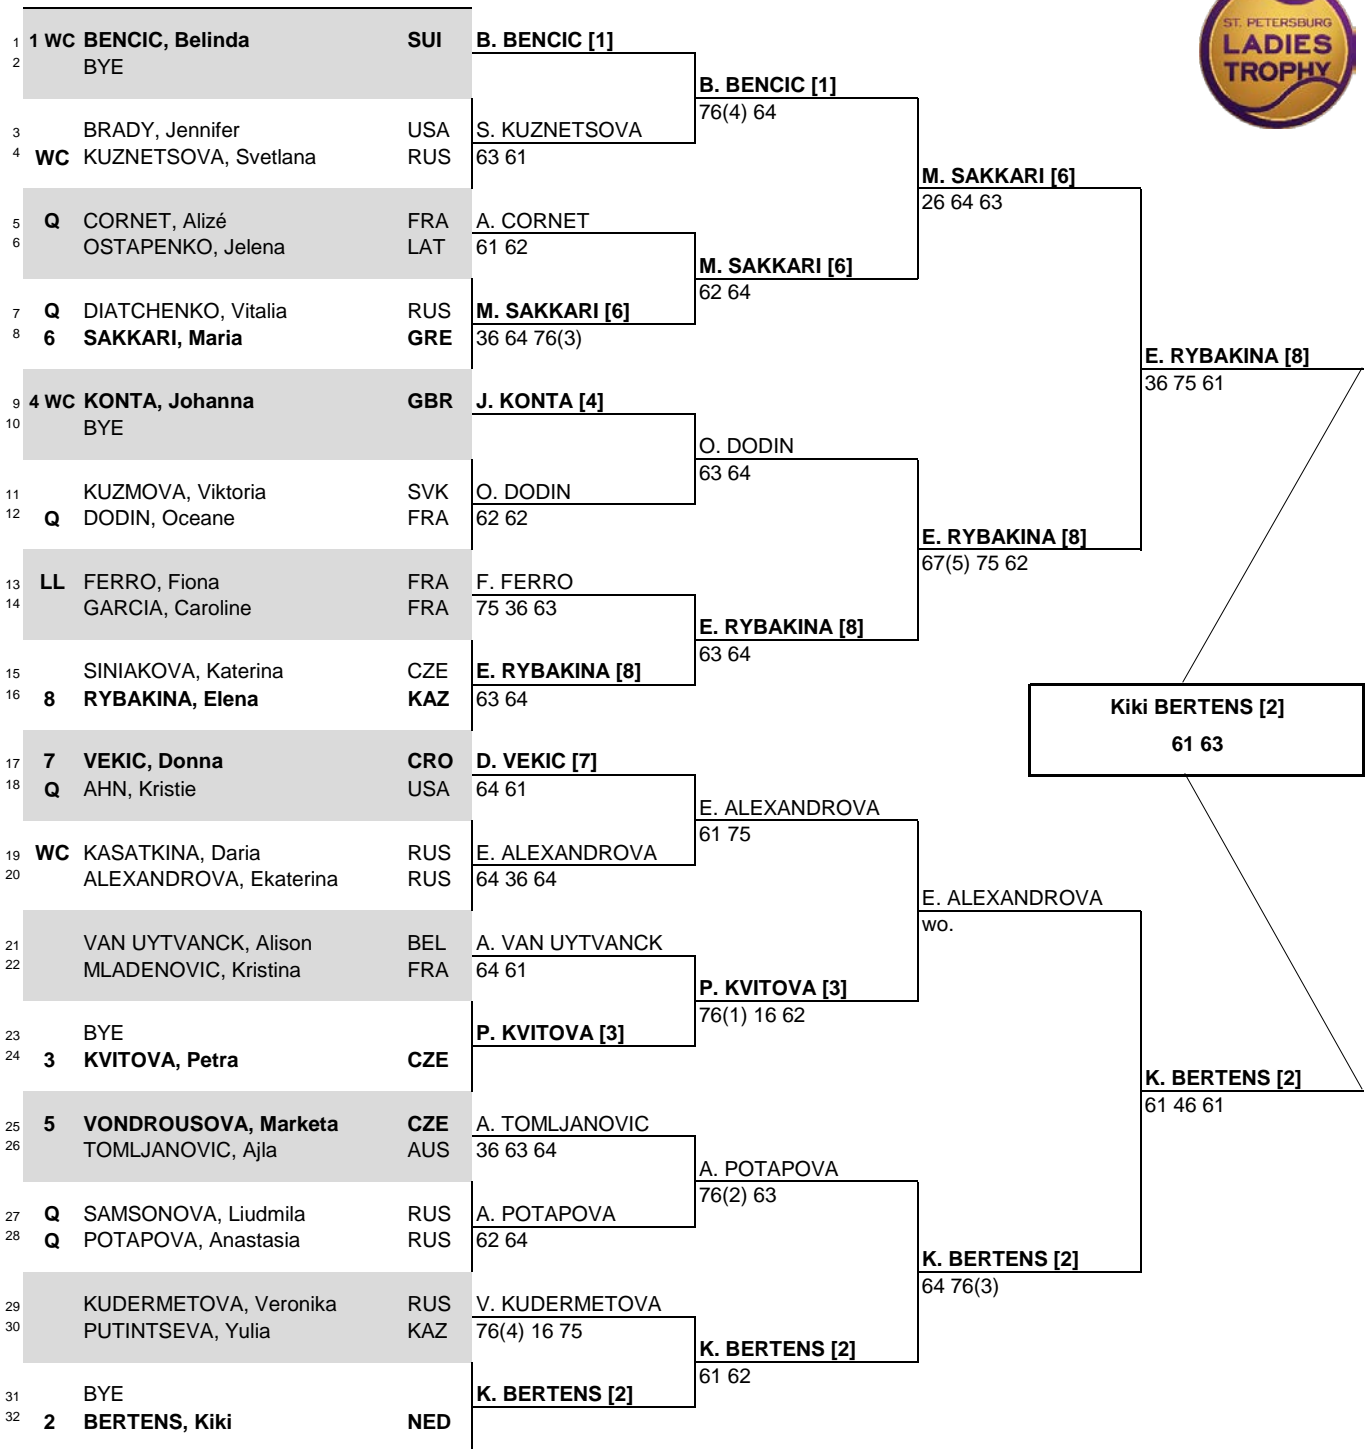 ST. PETERSBURG
LADIES
TROPHY
1 1 WC BENCIC, Belinda SUI
2 BYE
3 BRADY, Jennifer USA
4 WC KUZNETSOVA, Svetlana RUS
5 Q CORNET, Alizé FRA
6 OSTAPENKO, Jelena LAT
7 Q DIATCHENKO, Vitalia RUS
8 6 SAKKARI, Maria GRE
9 4 WC KONTA, Johanna GBR
10 BYE
11 KUZMOVA, Viktoria SVK
12 Q DODIN, Oceane FRA
13 LL FERRO, Fiona FRA
14 GARCIA, Caroline FRA
15 SINIAKOVA, Katerina CZE
16 8 RYBAKINA, Elena KAZ
17 7 VEKIC, Donna CRO
18 Q AHN, Kristie USA
19 WC KASATKINA, Daria RUS
20 ALEXANDROVA, Ekaterina RUS
21 VAN UYTVANCK, Alison BEL
22 MLADENOVIC, Kristina FRA
23 BYE
24 3 KVITOVA, Petra CZE
25 5 VONDROUSOVA, Marketa CZE
26 TOMLJANOVIC, Ajla AUS
27 Q SAMSONOVA, Liudmila RUS
28 Q POTAPOVA, Anastasia RUS
29 KUDERMETOVA, Veronika RUS
30 PUTINTSEVA, Yulia KAZ
31 BYE
32 2 BERTENS, Kiki NED
B. BENCIC [1]
S. KUZNETSOVA
63 61
A. CORNET
61 62
M. SAKKARI [6]
36 64 76(3)
J. KONTA [4]
O. DODIN
62 62
F. FERRO
75 36 63
E. RYBAKINA [8]
63 64
D. VEKIC [7]
64 61
E. ALEXANDROVA
64 36 64
A. VAN UYTVANCK
64 61
P. KVITOVA [3]
A. TOMLJANOVIC
36 63 64
A. POTAPOVA
62 64
V. KUDERMETOVA
76(4) 16 75
K. BERTENS [2]
B. BENCIC [1]
76(4) 64
M. SAKKARI [6]
62 64
O. DODIN
63 64
E. RYBAKINA [8]
63 64
E. ALEXANDROVA
61 75
P. KVITOVA [3]
76(1) 16 62
A. POTAPOVA
76(2) 63
K. BERTENS [2]
61 62
M. SAKKARI [6]
26 64 63
E. RYBAKINA [8]
67(5) 75 62
E. ALEXANDROVA
wo.
K. BERTENS [2]
64 76(3)
E. RYBAKINA [8]
36 75 61
K. BERTENS [2]
61 46 61
Kiki BERTENS [2]
61 63